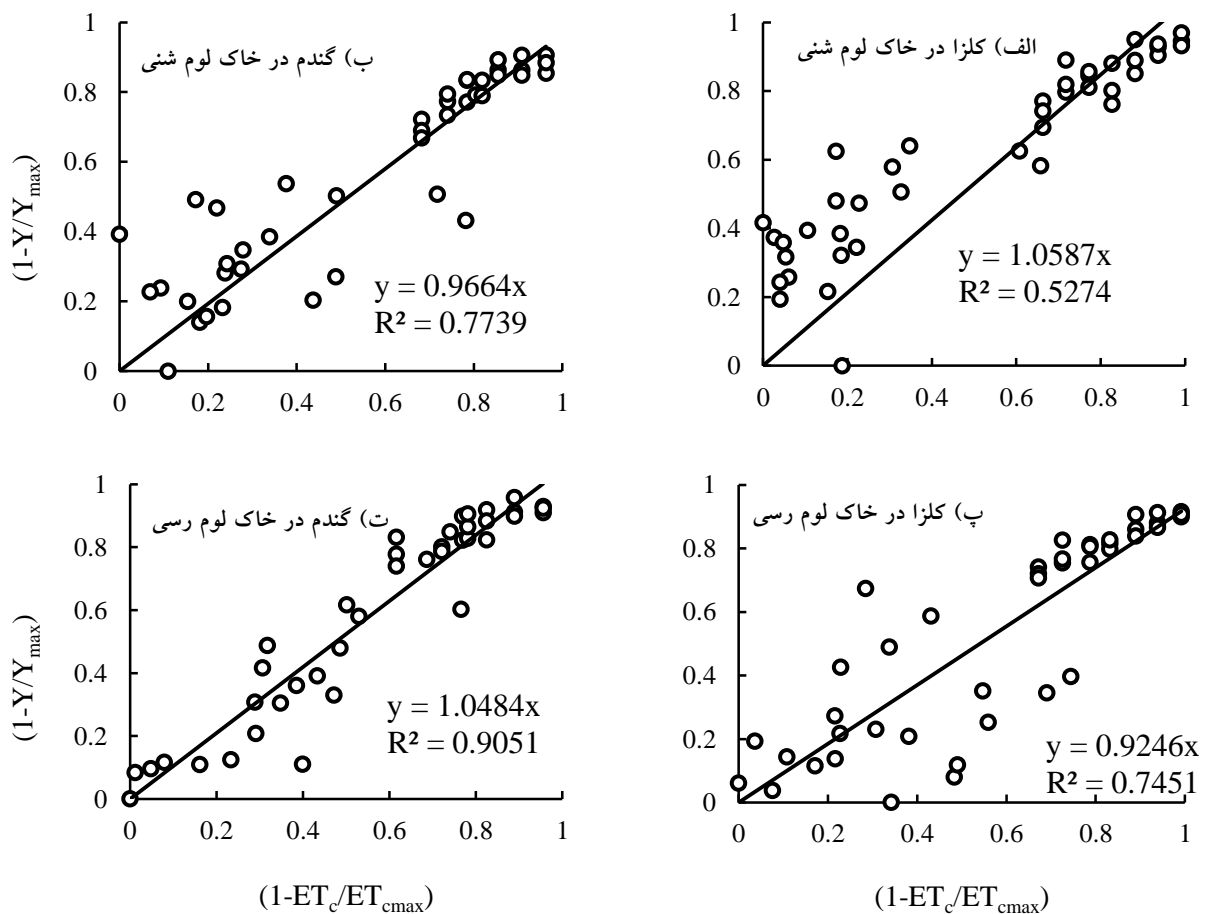 الف) کلزا در خاک لوم شنی
1
0.8
0.6
0.4
0.2
0
0 0.2 0.4 0.6 0.8 1
y = 1.0587x
R² = 0.5274
ب) گندم در خاک لوم شنی
(1-Y/Ymax)
1
0.8
0.6
0.4
0.2
0
0 0.2 0.4 0.6 0.8 1
y = 0.9664x
R² = 0.7739
پ) کلزا در خاک لوم رسی
1
0.8
0.6
0.4
0.2
0
0 0.2 0.4 0.6 0.8 1
y = 0.9246x
R² = 0.7451
(1-ETc/ETcmax)
ت) گندم در خاک لوم رسی
(1-Y/Ymax)
1
0.8
0.6
0.4
0.2
0
0 0.2 0.4 0.6 0.8 1
y = 1.0484x
R² = 0.9051
(1-ETc/ETcmax)